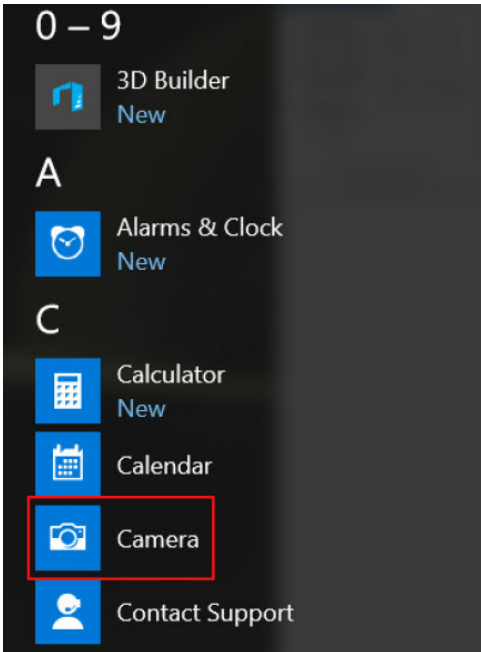 0 – 9
3D Builder
New
A
Alarms & Clock
New
C
Calculator
New
Calendar
Camera
Contact Support